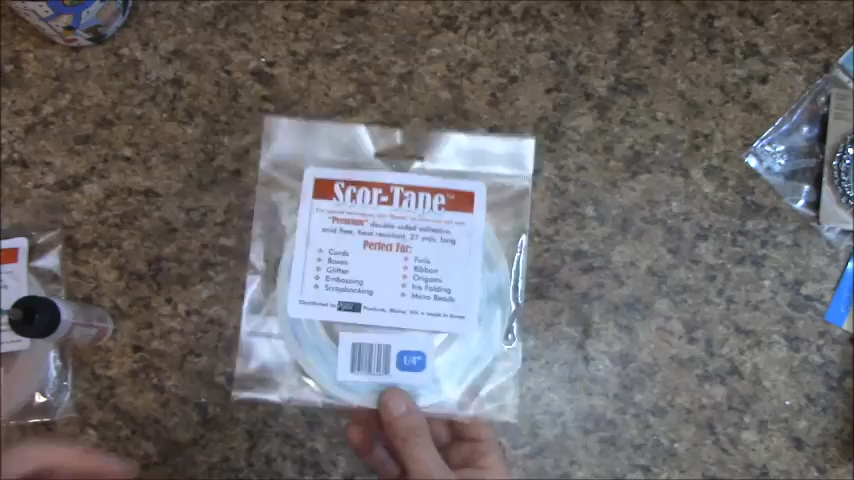 Scor-Tape™
"Premium" double-sided adhesive,
acid free, heat resistant, 27 yds. long
Perfect For:
Cards
Boxes
Glitter
Embossing
Scrapbooking
Foils
Ribbon
Origami
Iris Folding
Micro Beads
Distributed by
1/4"